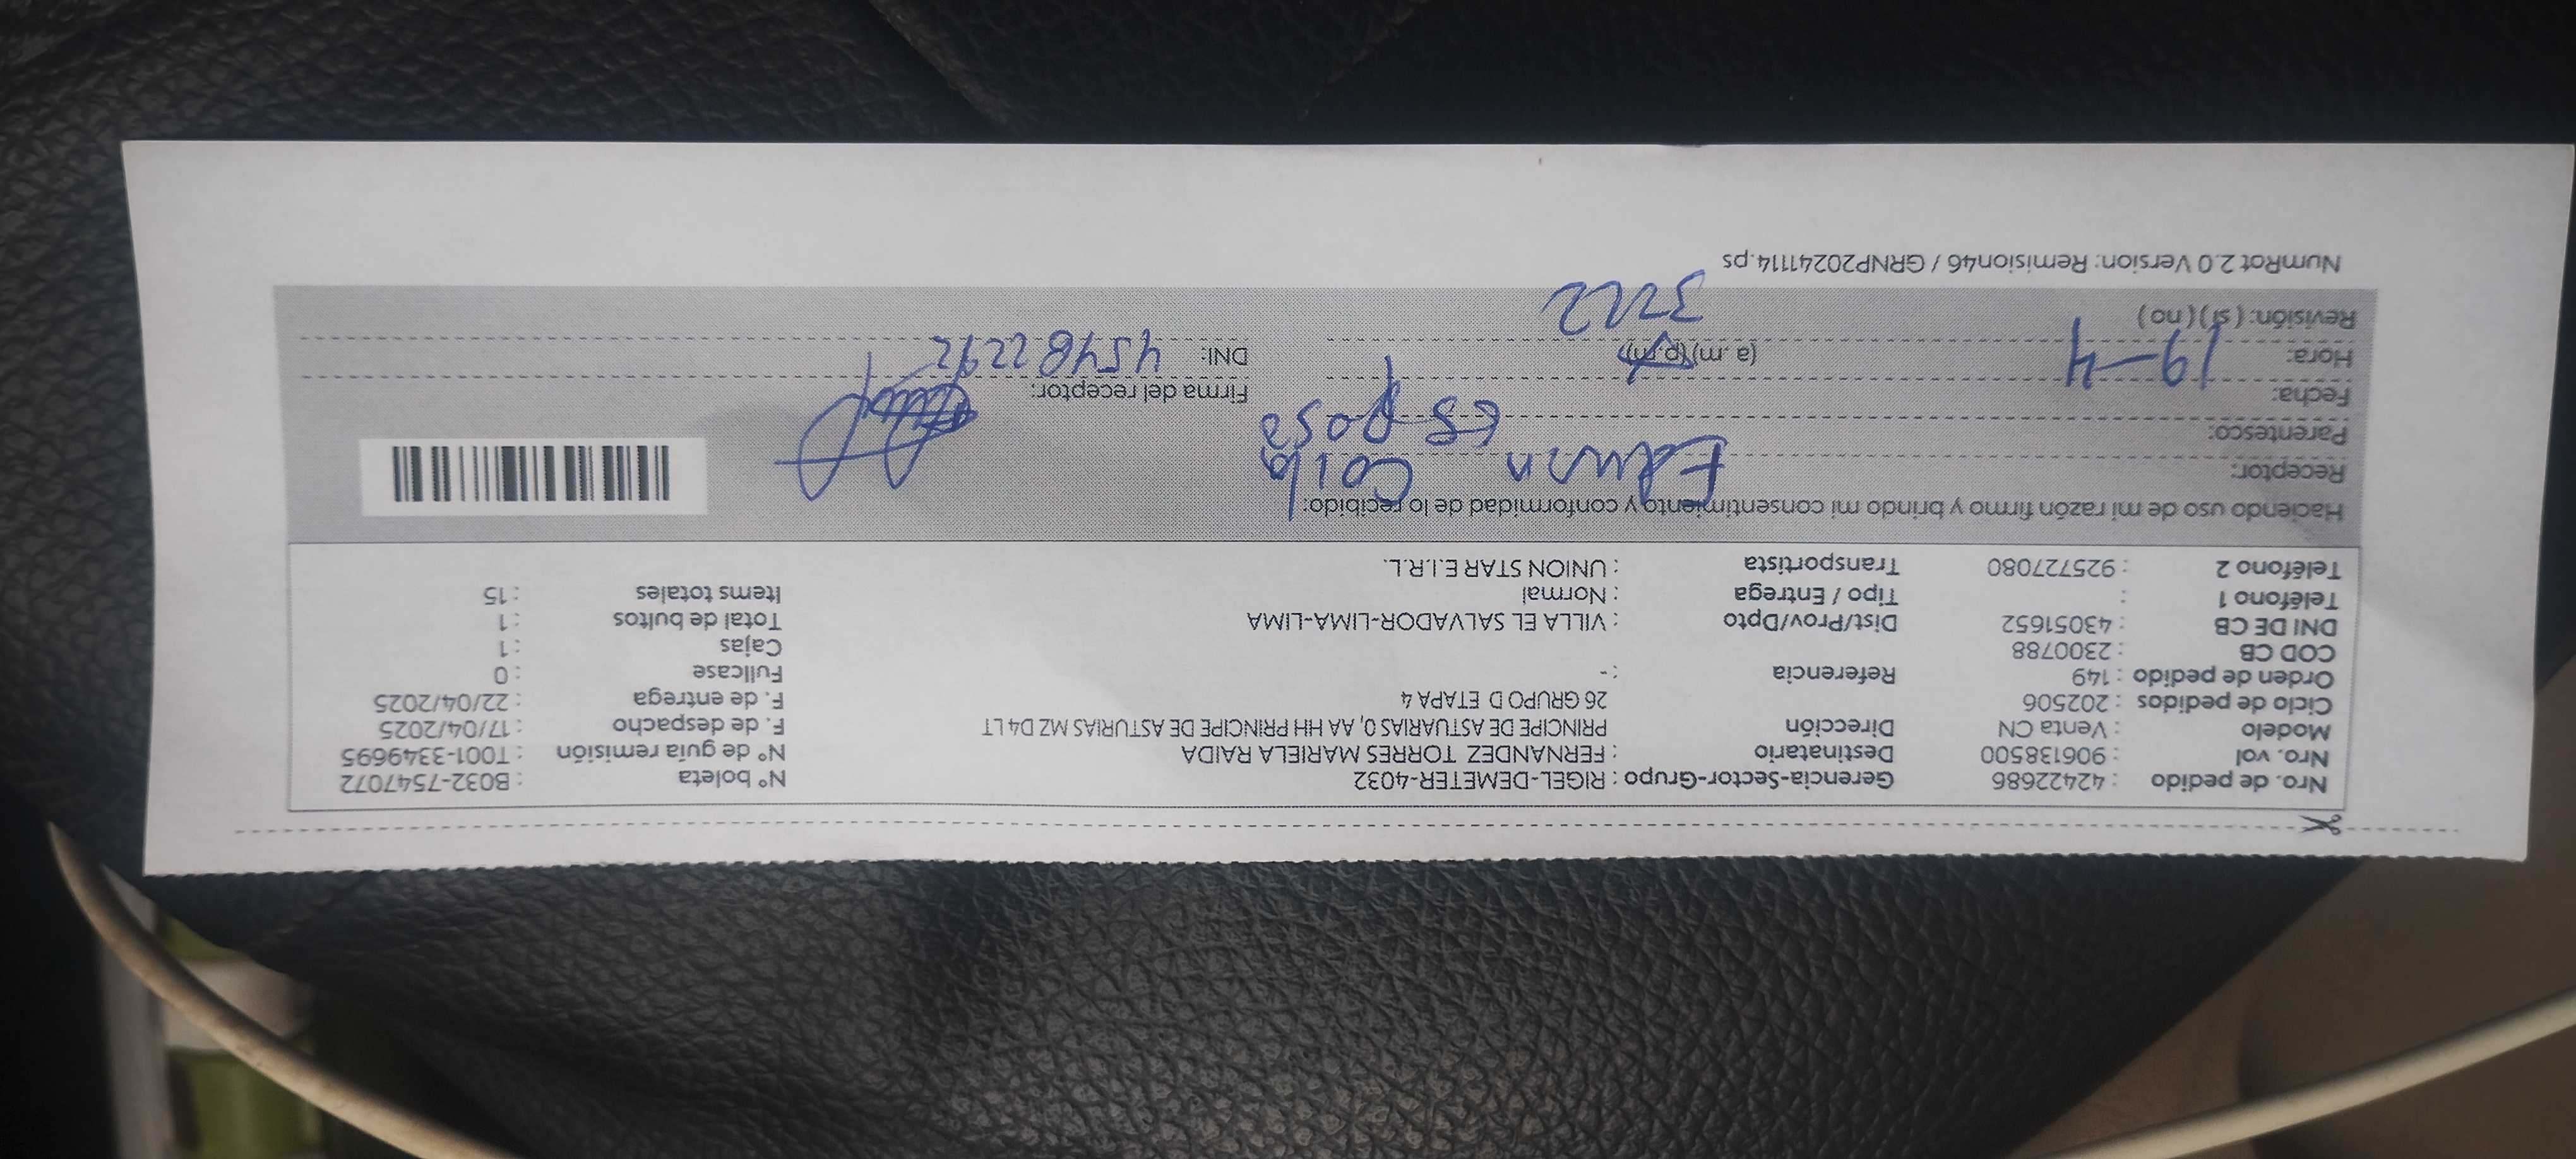 Nro. de pedido : 42422686 Gerencia-Sector-Grupo : RIGEL-DEMETER-4032 N° boleta : B032-7547072
Nro. vol : 906138500 Destinatario : FERNANDEZ TORRES MARIELA RAIDA N° de guía remisión : T001-3349695
Modelo : Venta CN Dirección PRINCIPE DE ASTUARIAS 0, AA HH PRINCIPE DE ASTURIAS MZ D4 LT F. de despacho : 17/04/2025
Ciclo de pedidos : 202506 26 GRUPO D ETAPA 4 F. de entrega : 22/04/2025
Orden de pedido : 149 Referencia : - Fullcase : 0
COD CB : 2300788 Cajas : 1
DNI DE CB : 43051652 Dist/Prov/Dpto : VILLA EL SALVADOR-LIMA-LIMA Total de bultos : 1
Teléfono 1 : Tipo / Entrega : Normal Items totales : 15
Teléfono 2 : 925727080 Transportista : UNION STAR E.I.R.L.
Haciendo uso de mi razón firmo y brindo mi consentimiento y conformidad de lo recibido:
Receptor: Edwin Coila
Parentesco: esposo
Fecha: 19-4 Firma del receptor:
Hora: (a .m) (p.m) DNI: 45482292
Revisión: ( sí ) ( no ) 3222
NumRot 2.0 Version: Remision46 / GRNP20241114.ps